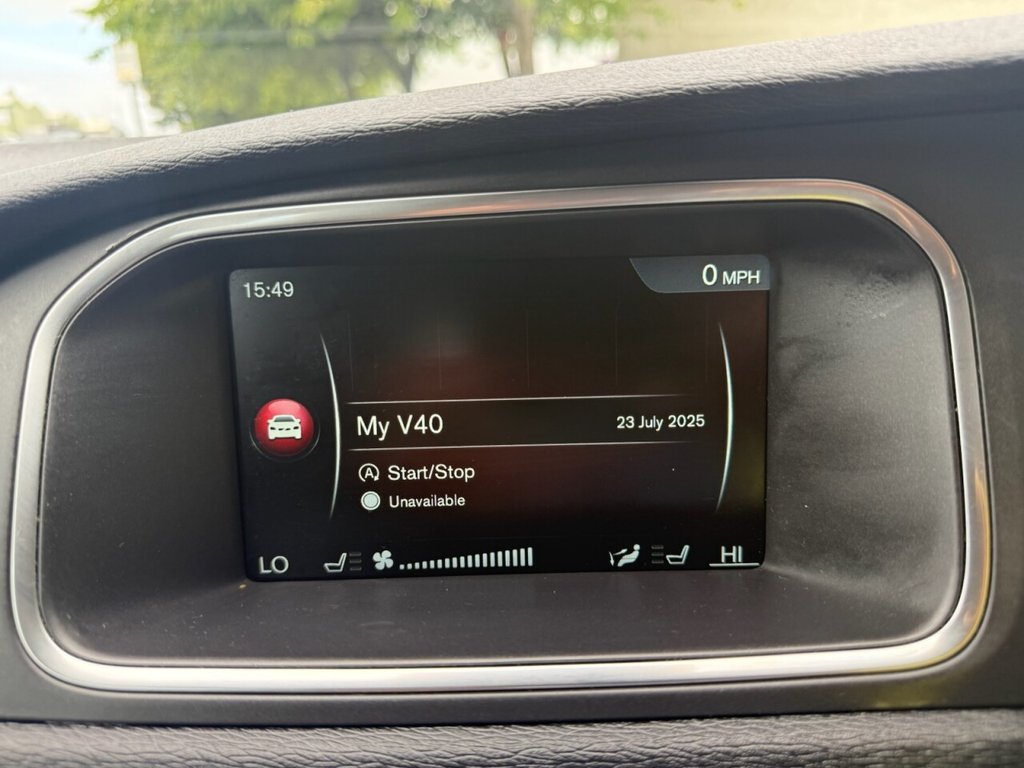 15:49
0 MPH
My V40
23 July 2025
A Start/Stop
Unavailable
LO
HI